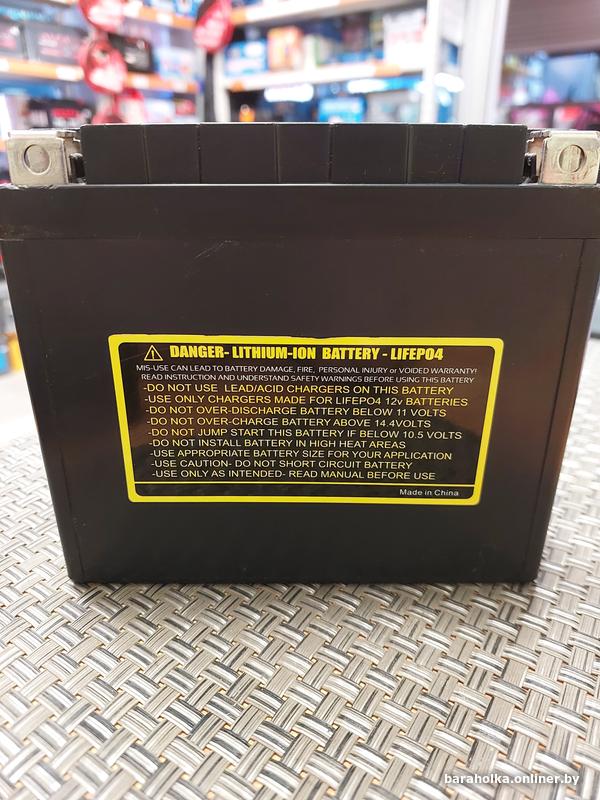 DANGER- LITHIUM-ION BATTERY - LIFEPO4
MIS-USE CAN LEAD TO BATTERY DAMAGE, FIRE, PERSONAL INJURY or VOIDED WARRANTY!
READ INSTRUCTION AND UNDERSTAND SAFETY WARNINGS BEFORE USING THIS BATTERY
-DO NOT USE LEAD/ACID CHARGERS ON THIS BATTERY
-USE ONLY CHARGERS MADE FOR LIFEPO4 12v BATTERIES
-DO NOT OVER-DISCHARGE BATTERY BELOW 11 VOLTS
-DO NOT OVER-CHARGE BATTERY ABOVE 14.4VOLTS
-DO NOT JUMP START THIS BATTERY IF BELOW 10.5 VOLTS
-DO NOT INSTALL BATTERY IN HIGH HEAT AREAS
-USE APPROPRIATE BATTERY SIZE FOR YOUR APPLICATION
-USE CAUTION- DO NOT SHORT CIRCUIT BATTERY
-USE ONLY AS INTENDED- READ MANUAL BEFORE USE
Made in China
baraholka.onliner.by